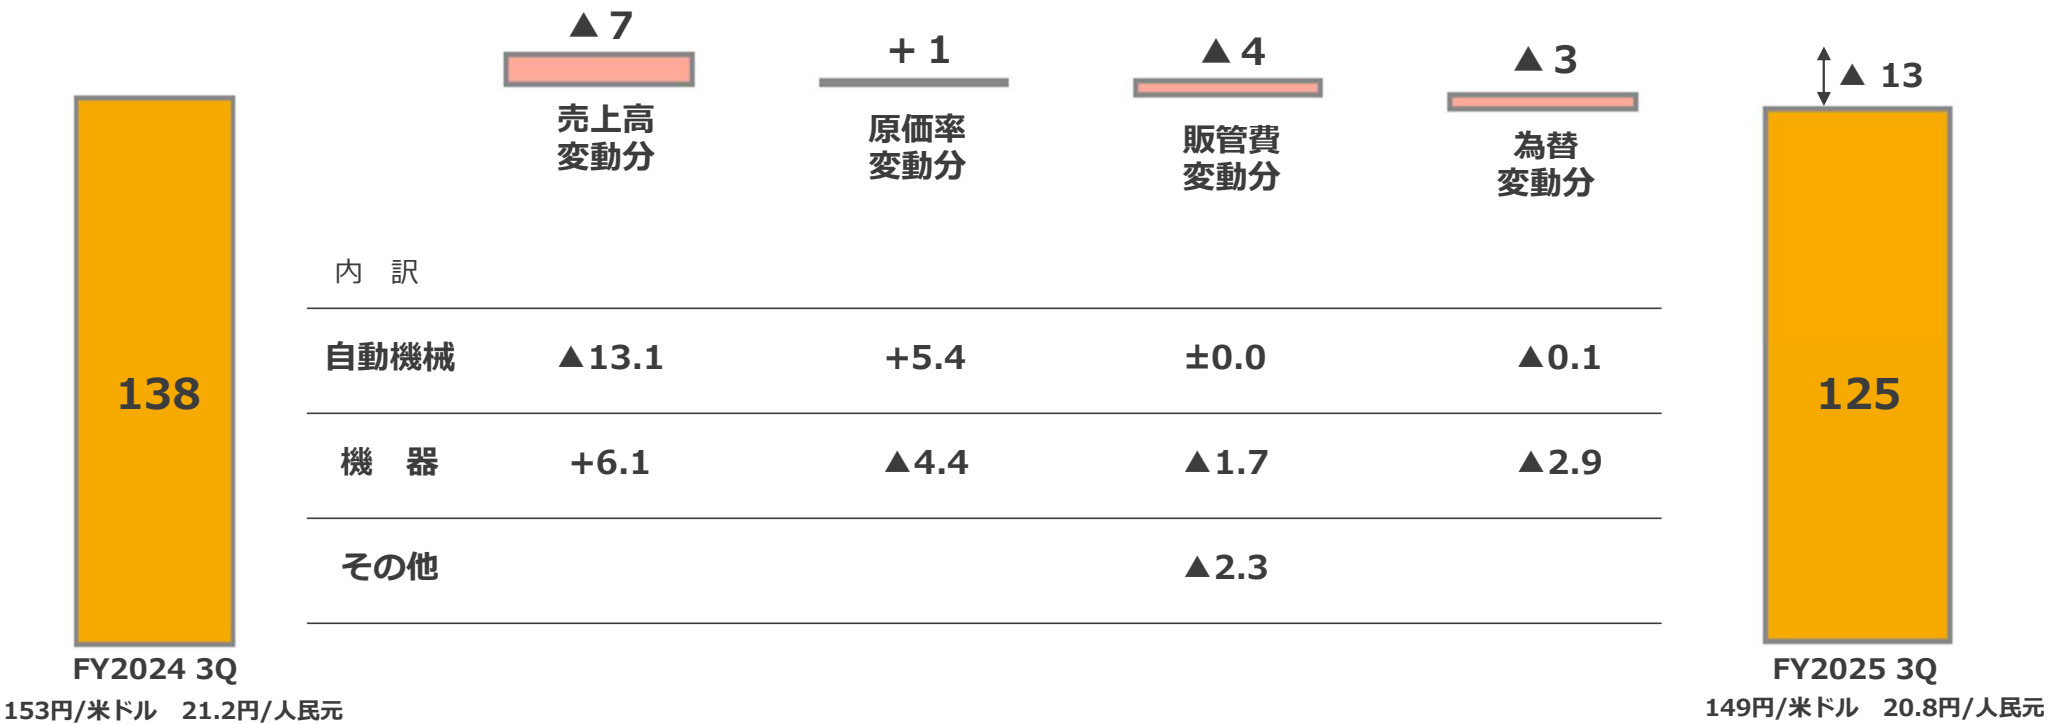 ▲ 7
+ 1
▲ 4
▲ 3
▲ 13
売上高
変動分
原価率
変動分
販管費
変動分
為替
変動分
内　訳
自動機械 ▲13.1 +5.4 ±0.0 ▲0.1
機　器 +6.1 ▲4.4 ▲1.7 ▲2.9
その他 ▲2.3
138
125
FY2024 3Q
153円/米ドル　21.2円/人民元
FY2025 3Q
149円/米ドル　20.8円/人民元